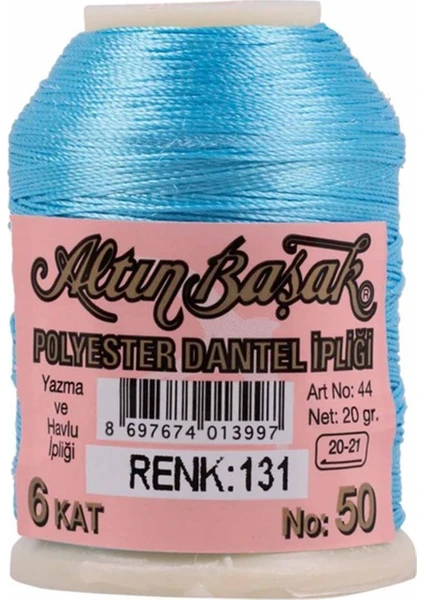 Altın Başak ®
POLYESTER DANTEL İPLİĞİ
Yazma
ve
Havlu
İpliği
8 697674 013997
Art No: 44
Net: 20 gr.
20-21
RENK:131
6 KAT
No: 50